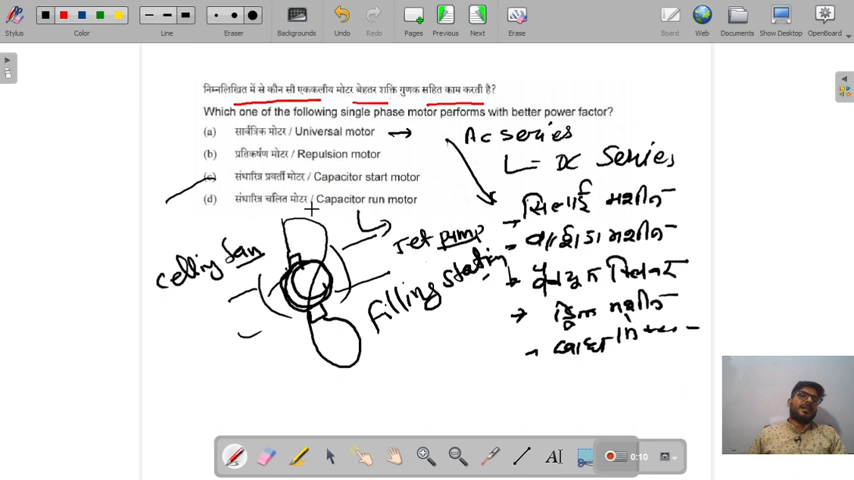 Stylus
Color
Line
Eraser
Backgrounds
Undo
Redo
Pages
Previous
Next
Erase
Board
Web
Documents
Show Desktop
OpenBoard
निम्नलिखित में से कौन सी एककलीय मोटर बेहतर शक्ति गुणक सहित काम करती है?
Which one of the following single phase motor performs with better power factor?
(a) सार्वत्रिक मोटर / Universal motor
(b) प्रतिकर्षण मोटर / Repulsion motor
(c) संधारित्र प्रवर्ती मोटर / Capacitor start motor
(d) संधारित्र चलित मोटर / Capacitor run motor
Ac series
DC Series
सिलाई मशीन
मशीन
मशीन
Jet pump
filling station
celling fan
0:10